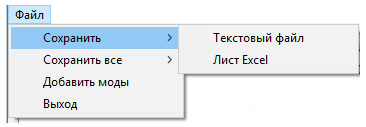 Файл
Сохранить
Сохранить все
Добавить моды
Выход
Текстовый файл
Лист Excel